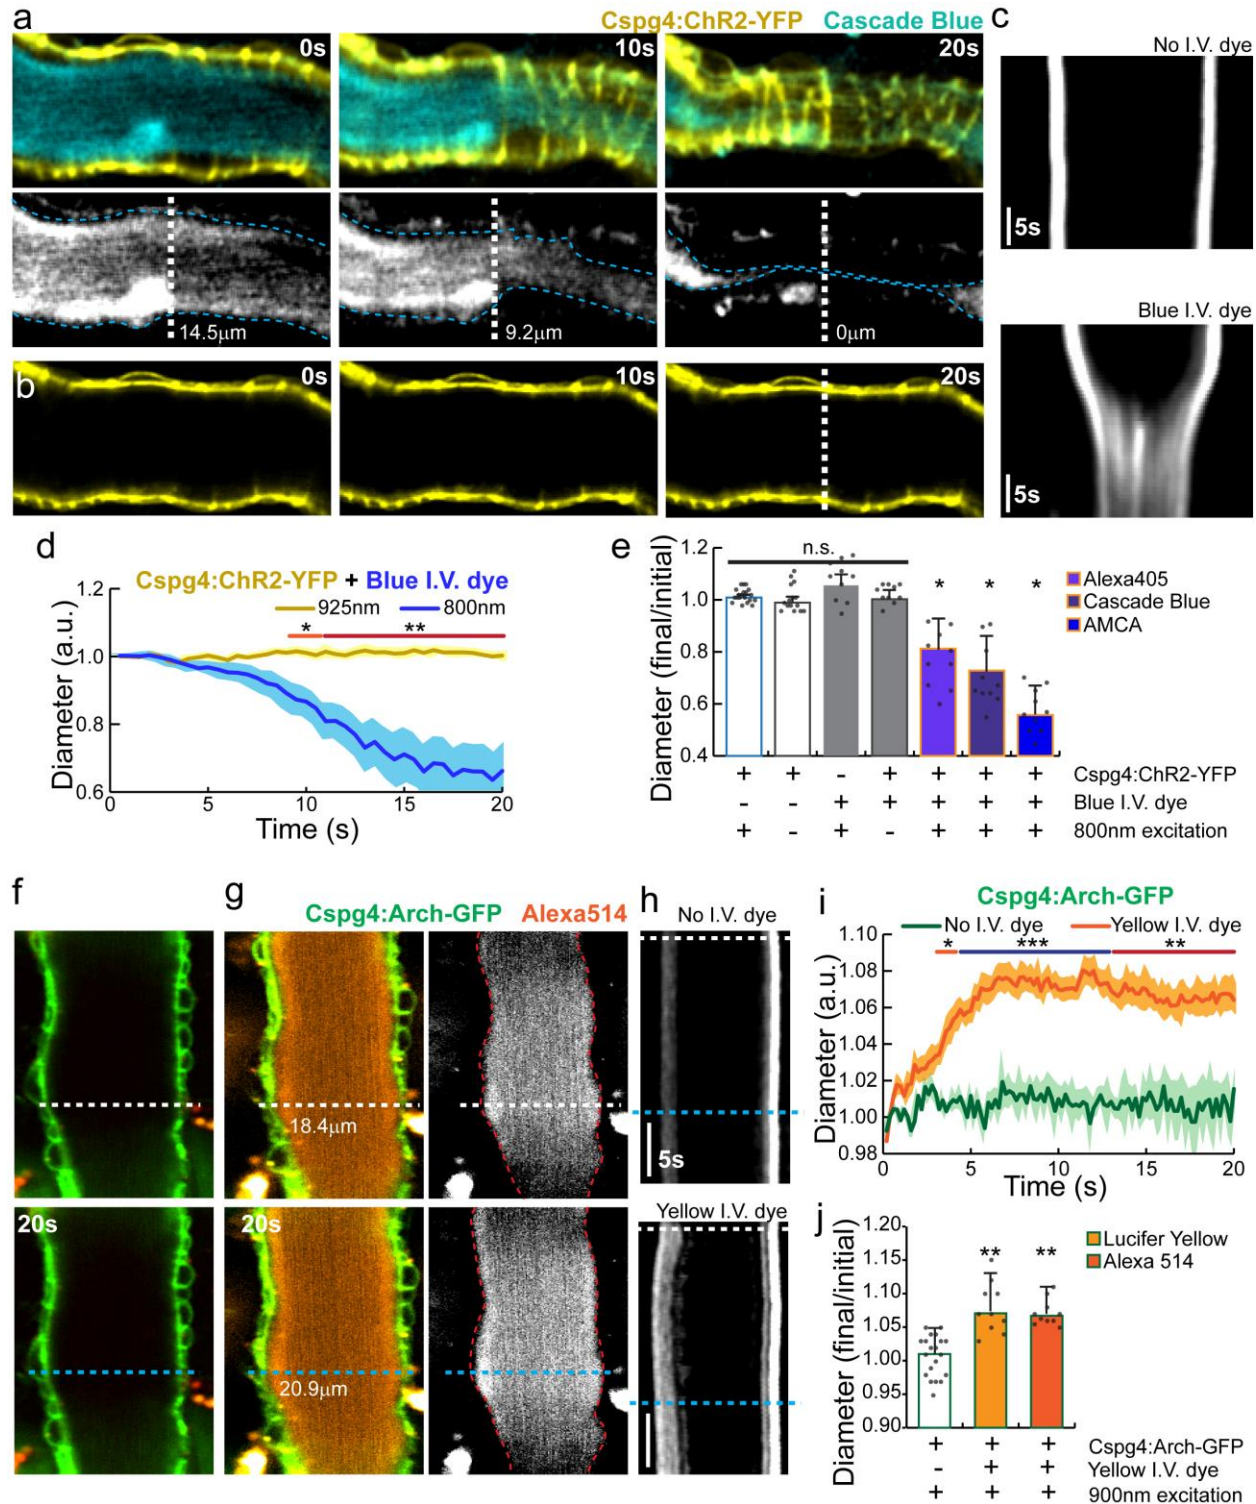 a
Cspg4:ChR2-YFP Cascade Blue
0s
10s
20s
14.5μm
9.2μm
0μm
b
0s
10s
20s
c
No I.V. dye
5s
Blue I.V. dye
5s
d
Cspg4:ChR2-YFP + Blue I.V. dye
925nm 800nm
* **
Diameter (a.u.)
1.2
1.0
0.8
0.6
0 5 10 15 20
Time (s)
e
n.s.
* * *
Alexa405
Cascade Blue
AMCA
Diameter (final/initial)
1.2
1.0
0.8
0.6
0.4
+ + - + + + + Cspg4:ChR2-YFP
- - + + + + + Blue I.V. dye
+ - + - + + + 800nm excitation
f
20s
g
Cspg4:Arch-GFP Alexa514
18.4μm
20s
20.9μm
h
No I.V. dye
5s
Yellow I.V. dye
i
Cspg4:Arch-GFP
No I.V. dye Yellow I.V. dye
* *** **
Diameter (a.u.)
1.10
1.08
1.06
1.04
1.02
1.00
0.98
0 5 10 15 20
Time (s)
j
Lucifer Yellow
Alexa 514
** **
Diameter (final/initial)
1.20
1.15
1.10
1.05
1.00
0.95
0.90
+ + + Cspg4:Arch-GFP
- + + Yellow I.V. dye
+ + + 900nm excitation